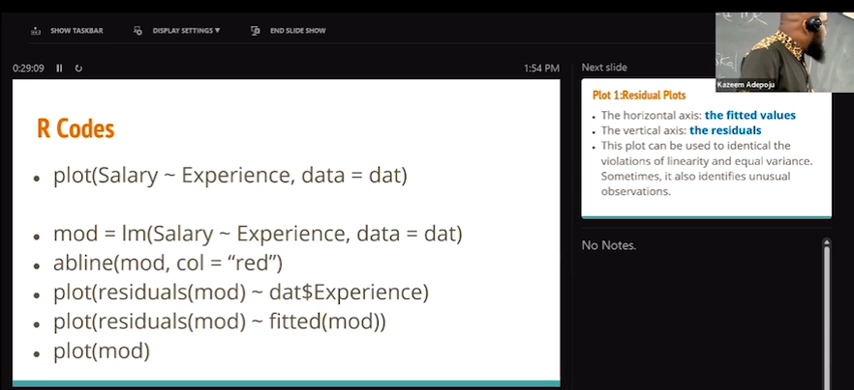 SHOW TASKBAR
DISPLAY SETTINGS ▼
END SLIDE SHOW
0:29:09
1:54 PM
R Codes
• plot(Salary ~ Experience, data = dat)
• mod = lm(Salary ~ Experience, data = dat)
• abline(mod, col = “red”)
• plot(residuals(mod) ~ dat$Experience)
• plot(residuals(mod) ~ fitted(mod))
• plot(mod)
Next slide
Kazeem Adepoju
Plot 1:Residual Plots
• The horizontal axis: the fitted values
• The vertical axis: the residuals
• This plot can be used to identical the
violations of linearity and equal variance.
Sometimes, it also identifies unusual
observations.
No Notes.